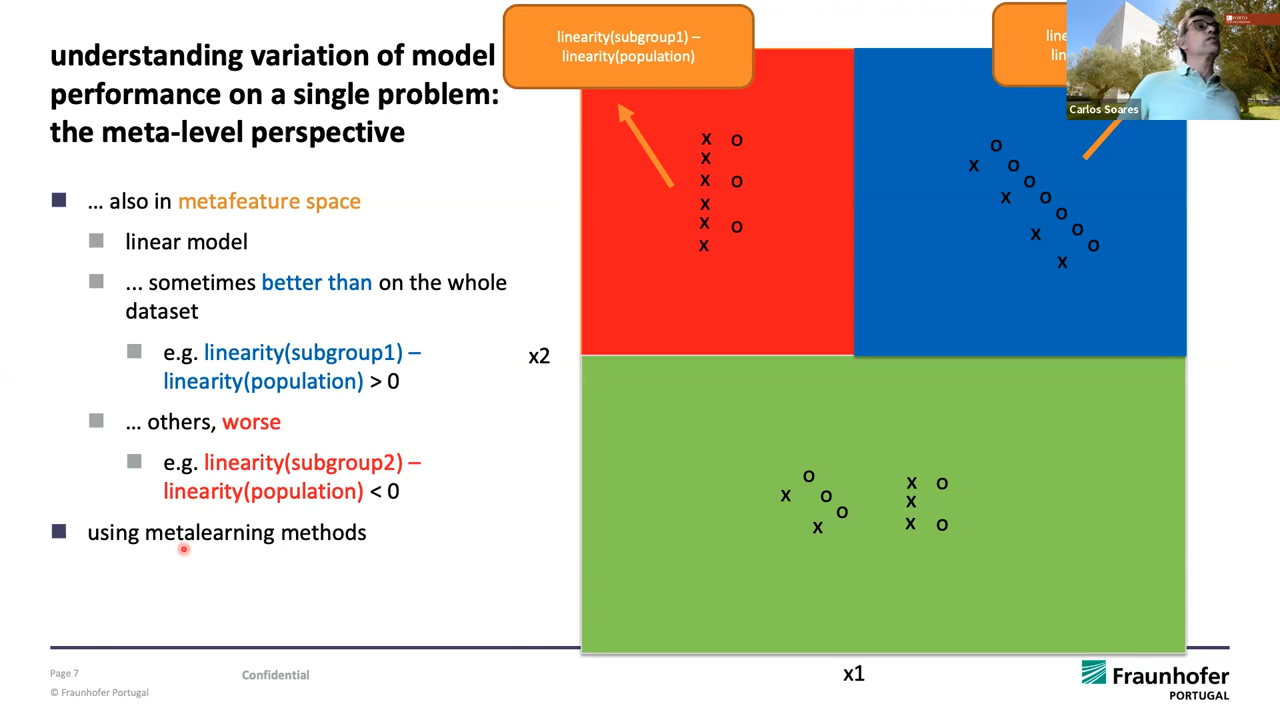 understanding variation of model
performance on a single problem:
the meta-level perspective
... also in metafeature space
linear model
... sometimes better than on the whole
dataset
e.g. linearity(subgroup1) –
linearity(population) > 0
... others, worse
e.g. linearity(subgroup2) –
linearity(population) < 0
using metalearning methods
linearity(subgroup1) –
linearity(population)
Carlos Soares
X O
X
X O
X
X O
X
O
X O
O
X O
O
X O
O
X
x2
O
X O
O
X
X O
X
X O
x1
Page 7
Confidential
© Fraunhofer Portugal
Fraunhofer
PORTUGAL